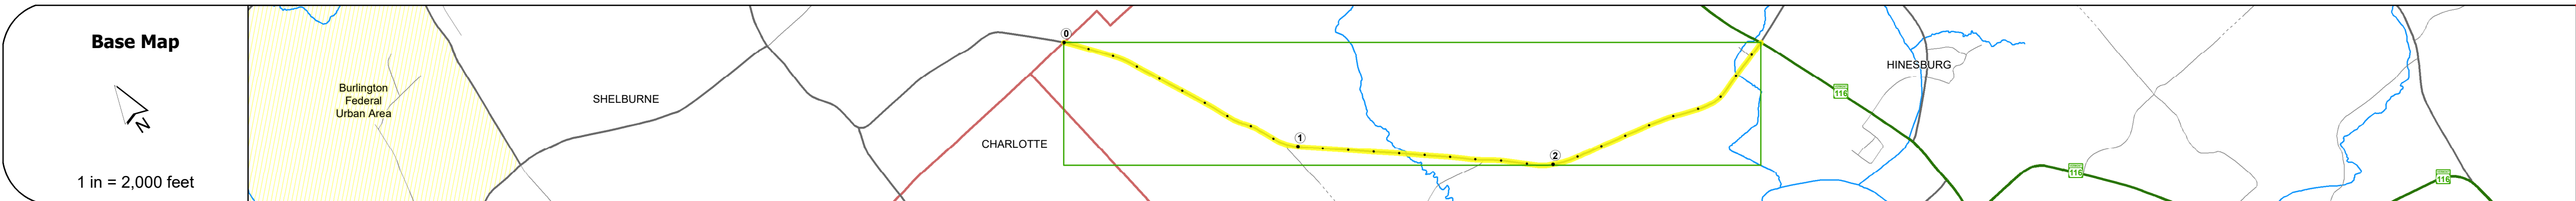 Base Map
N
1 in = 2,000 feet
Burlington
Federal
Urban Area
SHELBURNE
CHARLOTTE
0
1
2
116
HINESBURG
116
116